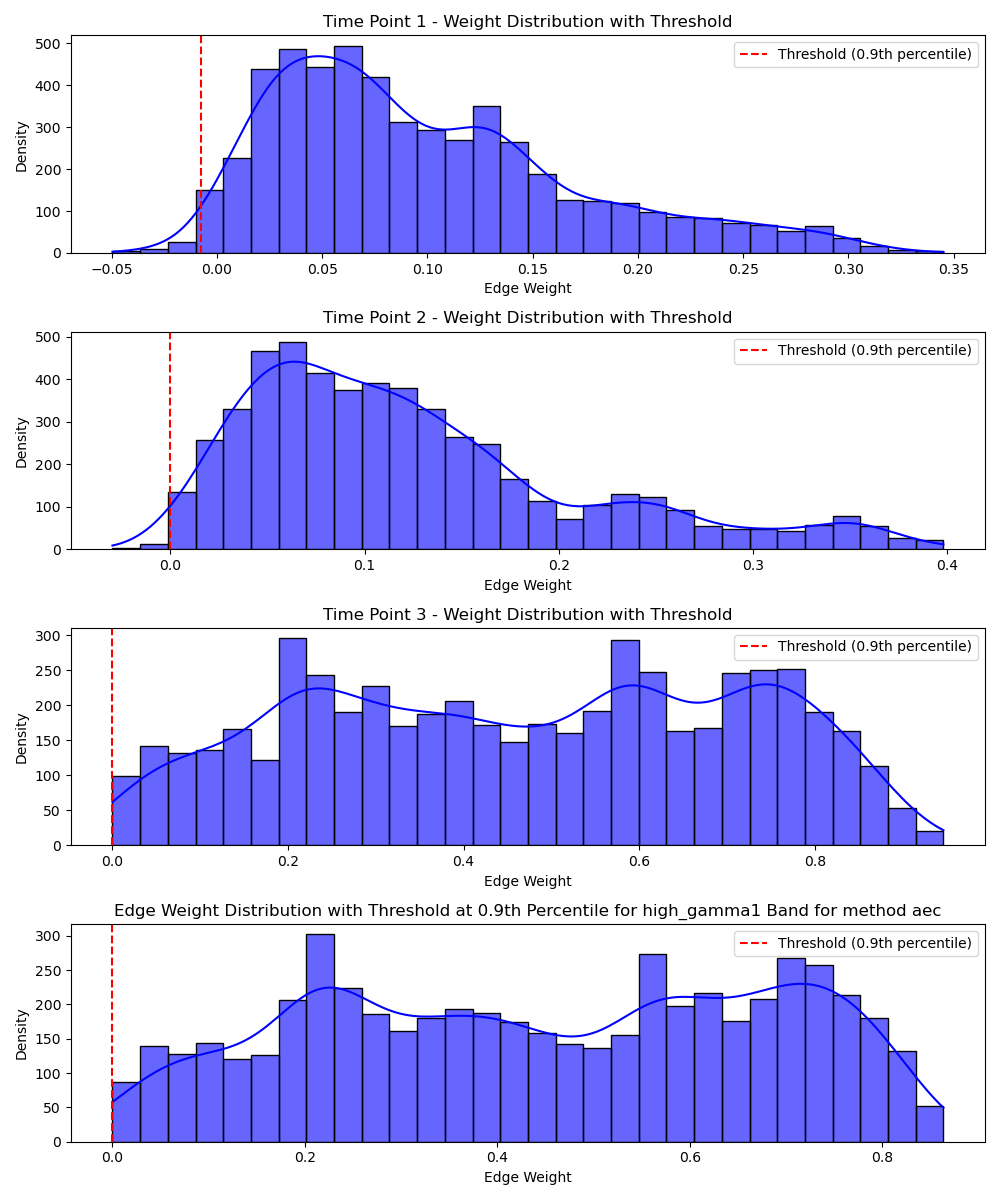 Time Point 1 - Weight Distribution with Threshold
Density
500
400
300
200
100
0
Threshold (0.9th percentile)
−0.05 0.00 0.05 0.10 0.15 0.20 0.25 0.30 0.35
Edge Weight
Time Point 2 - Weight Distribution with Threshold
Density
500
400
300
200
100
0
Threshold (0.9th percentile)
0.0 0.1 0.2 0.3 0.4
Edge Weight
Time Point 3 - Weight Distribution with Threshold
Density
300
250
200
150
100
50
0
Threshold (0.9th percentile)
0.0 0.2 0.4 0.6 0.8
Edge Weight
Edge Weight Distribution with Threshold at 0.9th Percentile for high_gamma1 Band for method aec
Density
300
250
200
150
100
50
0
Threshold (0.9th percentile)
0.0 0.2 0.4 0.6 0.8
Edge Weight